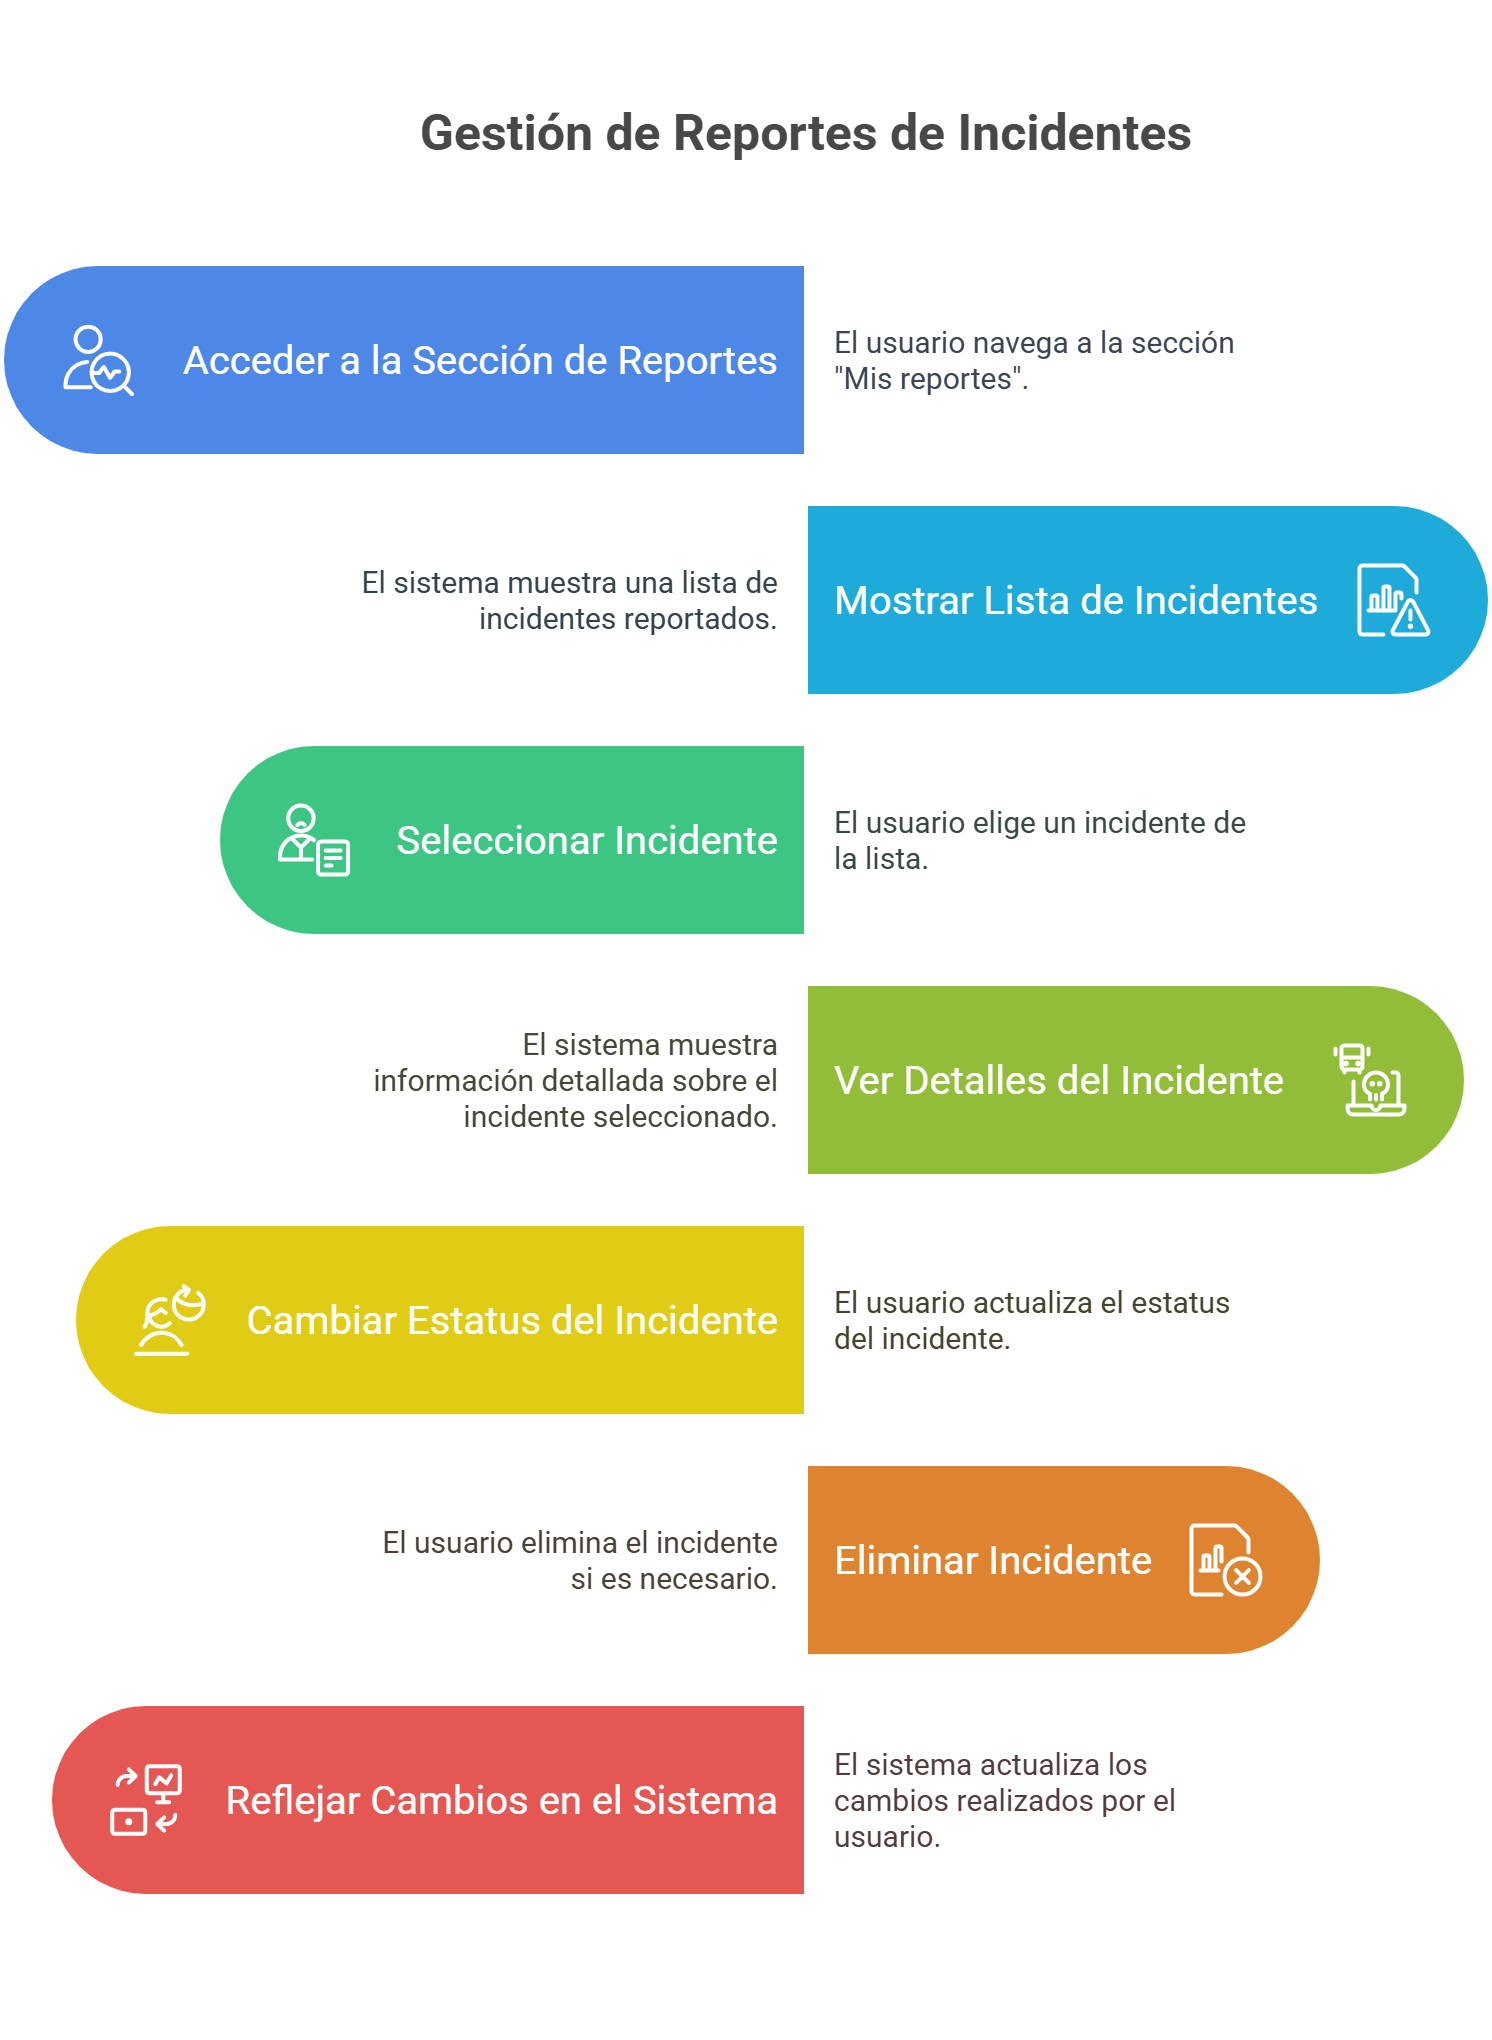 Gestión de Reportes de Incidentes
Acceder a la Sección de Reportes
El usuario navega a la sección
"Mis reportes".
El sistema muestra una lista de
incidentes reportados.
Mostrar Lista de Incidentes
Seleccionar Incidente
El usuario elige un incidente de
la lista.
El sistema muestra
información detallada sobre el
incidente seleccionado.
Ver Detalles del Incidente
Cambiar Estatus del Incidente
El usuario actualiza el estatus
del incidente.
El usuario elimina el incidente
si es necesario.
Eliminar Incidente
Reflejar Cambios en el Sistema
El sistema actualiza los
cambios realizados por el
usuario.